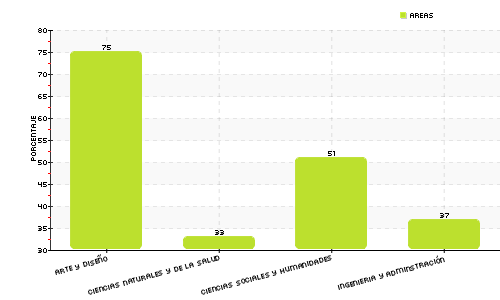 AREAS
PORCENTAJE
80
75
70
65
60
55
50
45
40
35
30
75
33
51
37
ARTE Y DISEÑO
CIENCIAS NATURALES Y DE LA SALUD
CIENCIAS SOCIALES Y HUMANIDADES
INGENIERIA Y ADMINSTRACIÓN